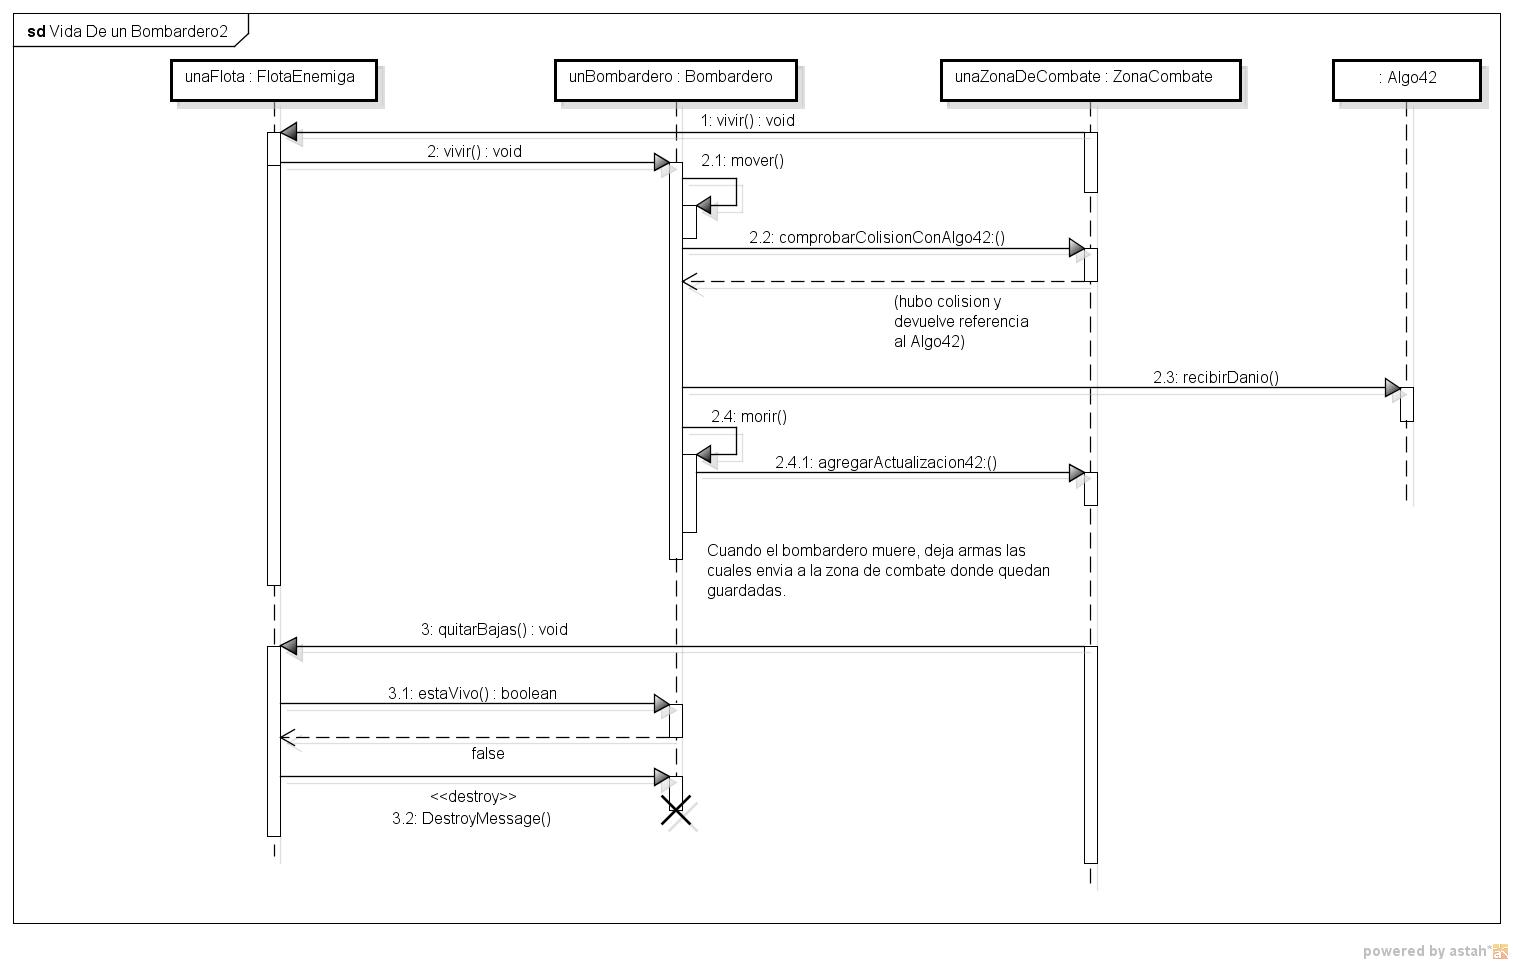 sd Vida De un Bombardero2
unaFlota : FlotaEnemiga
unBombardero : Bombardero
unaZonaDeCombate : ZonaCombate
: Algo42
1: vivir() : void
2: vivir() : void
2.1: mover()
2.2: comprobarColisionConAlgo42:()
(hubo colision y
devuelve referencia
al Algo42)
2.3: recibirDanio()
2.4: morir()
2.4.1: agregarActualizacion42:()
Cuando el bombardero muere, deja armas las
cuales envia a la zona de combate donde quedan
guardadas.
3: quitarBajas() : void
3.1: estaVivo() : boolean
false
<<destroy>>
3.2: DestroyMessage()
powered by astah*